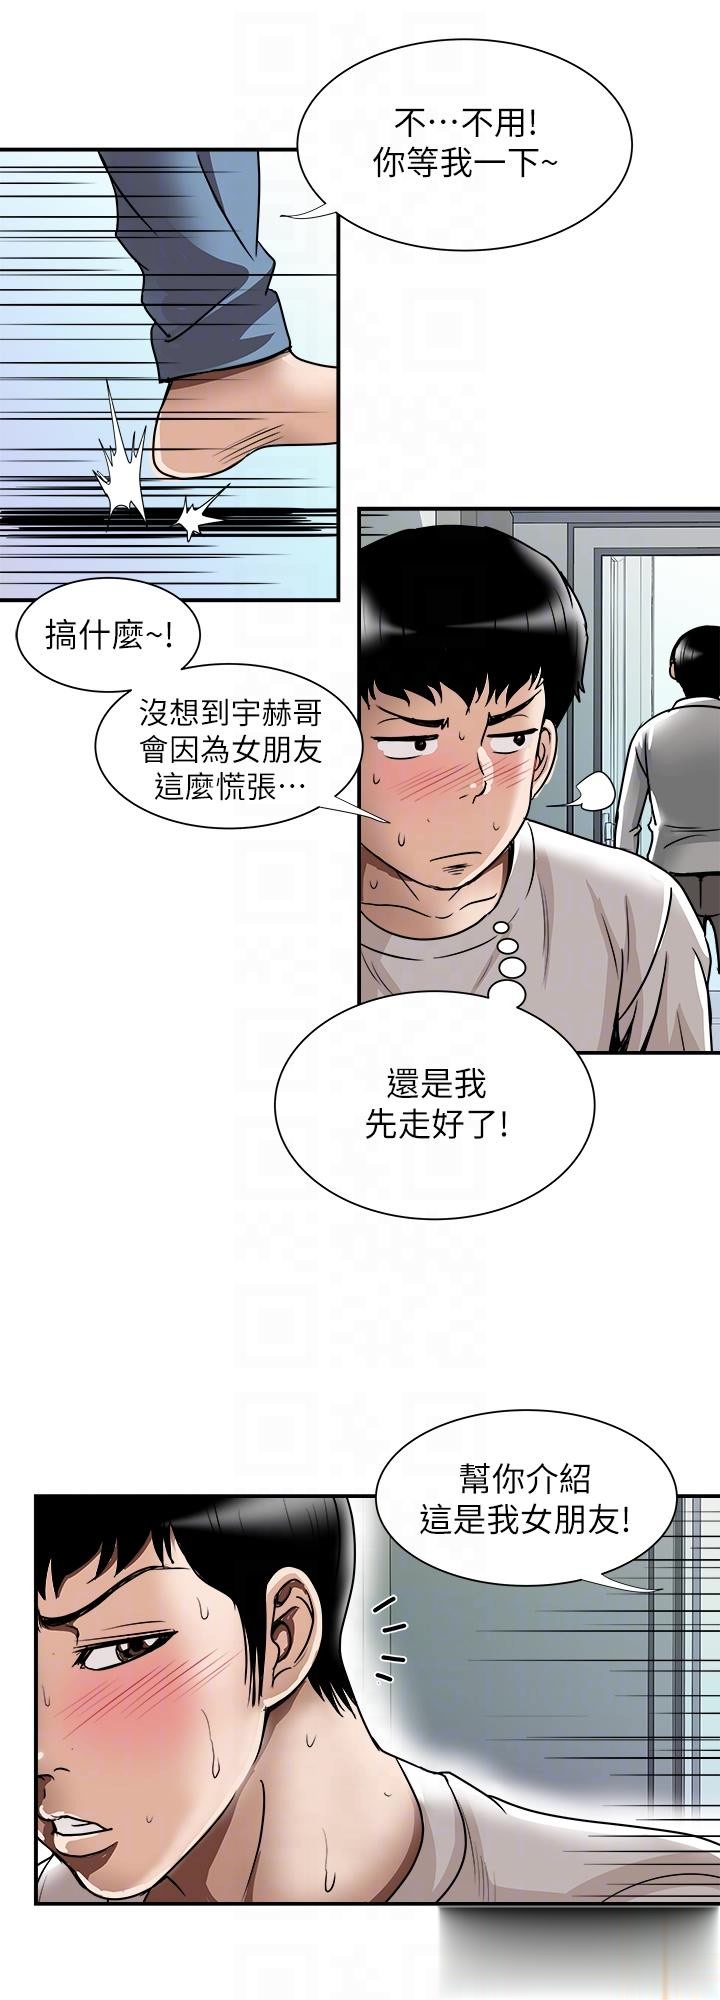 不⋯不用!
你等我一下~
搞什麼~!
沒想到宇赫哥
會因為女朋友
這麼慌張⋯
還是我
先走好了!
幫你介紹
這是我女朋友!